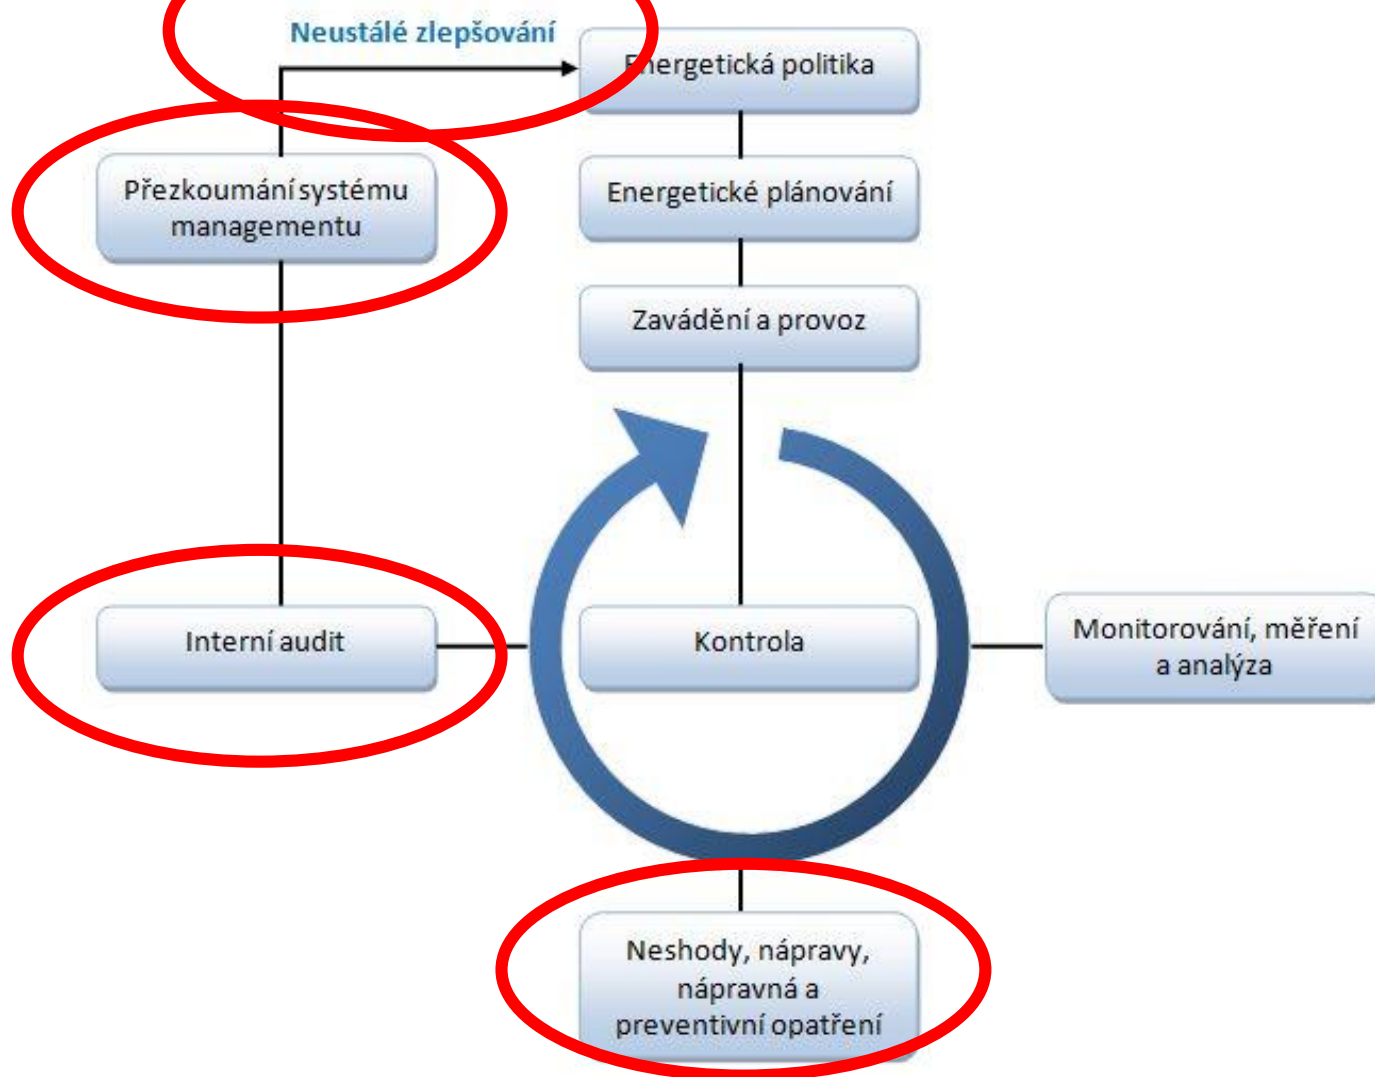 Neustálé zlepšování
Energetická politika
Přezkoumání systému
managementu
Energetické plánování
Zavádění a provoz
Interní audit
Kontrola
Monitorování, měření
a analýza
Neshody, nápravy,
nápravná a
preventivní opatření